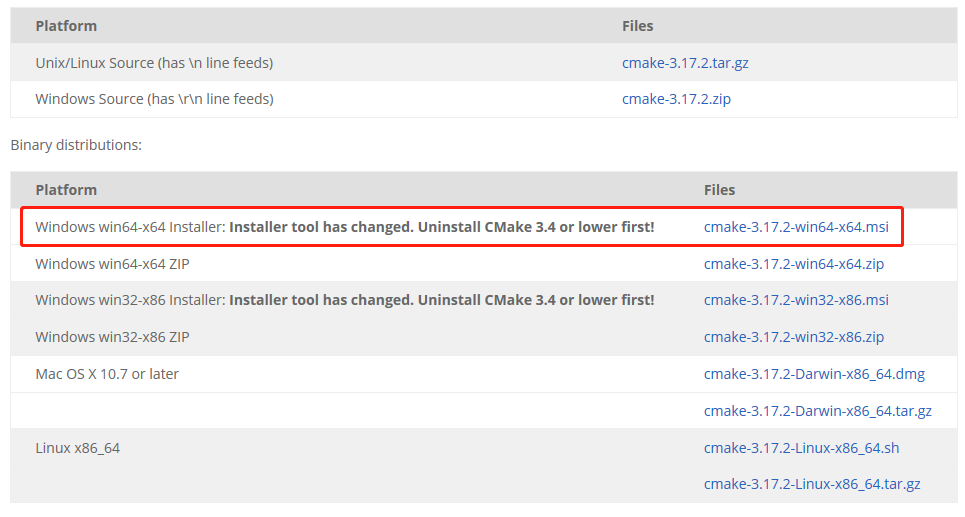 Platform Files
Unix/Linux Source (has \n line feeds) cmake-3.17.2.tar.gz
Windows Source (has \r\n line feeds) cmake-3.17.2.zip
Binary distributions:
Platform Files
Windows win64-x64 Installer: Installer tool has changed. Uninstall CMake 3.4 or lower first! cmake-3.17.2-win64-x64.msi
Windows win64-x64 ZIP cmake-3.17.2-win64-x64.zip
Windows win32-x86 Installer: Installer tool has changed. Uninstall CMake 3.4 or lower first! cmake-3.17.2-win32-x86.msi
Windows win32-x86 ZIP cmake-3.17.2-win32-x86.zip
Mac OS X 10.7 or later cmake-3.17.2-Darwin-x86_64.dmg
cmake-3.17.2-Darwin-x86_64.tar.gz
Linux x86_64 cmake-3.17.2-Linux-x86_64.sh
cmake-3.17.2-Linux-x86_64.tar.gz